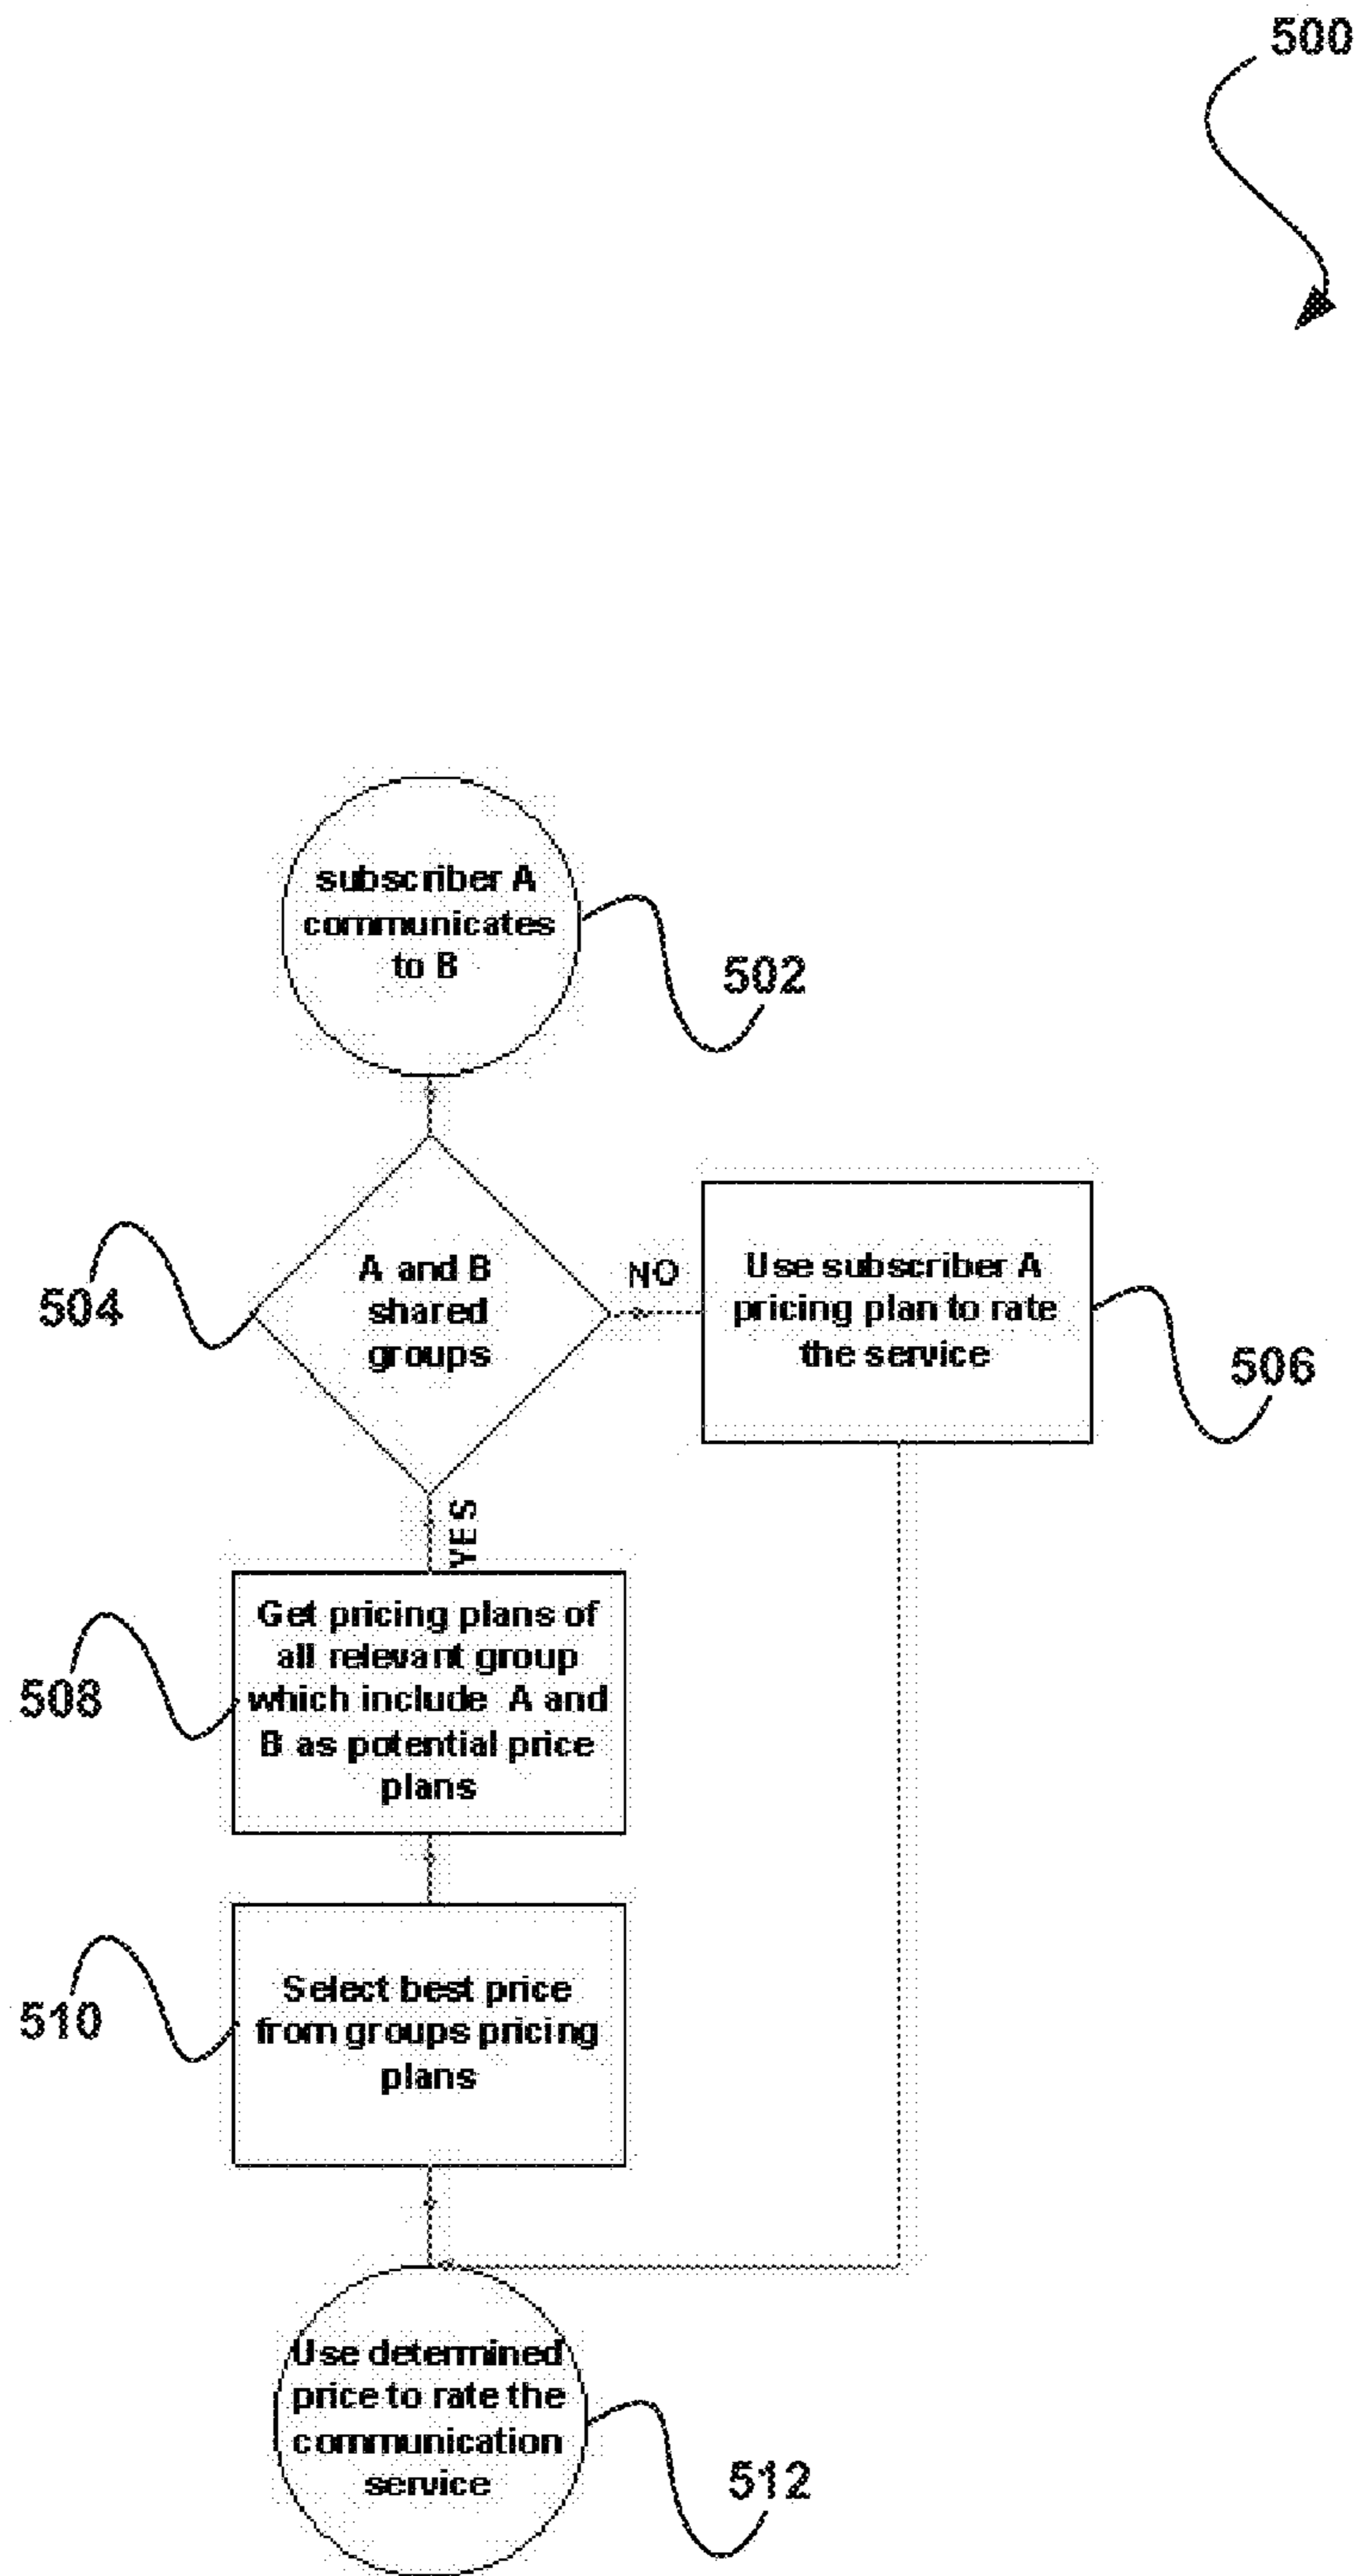 500
subscriber A
communicates
to B
502
A and B
shared
groups
504
NO
Use subscriber A
pricing plan to rate
the service
506
YES
Get pricing plans of
all relevant group
which include A and
B as potential price
plans
508
Select best price
from groups pricing
plans
510
Use determined
price to rate the
communication
service
512